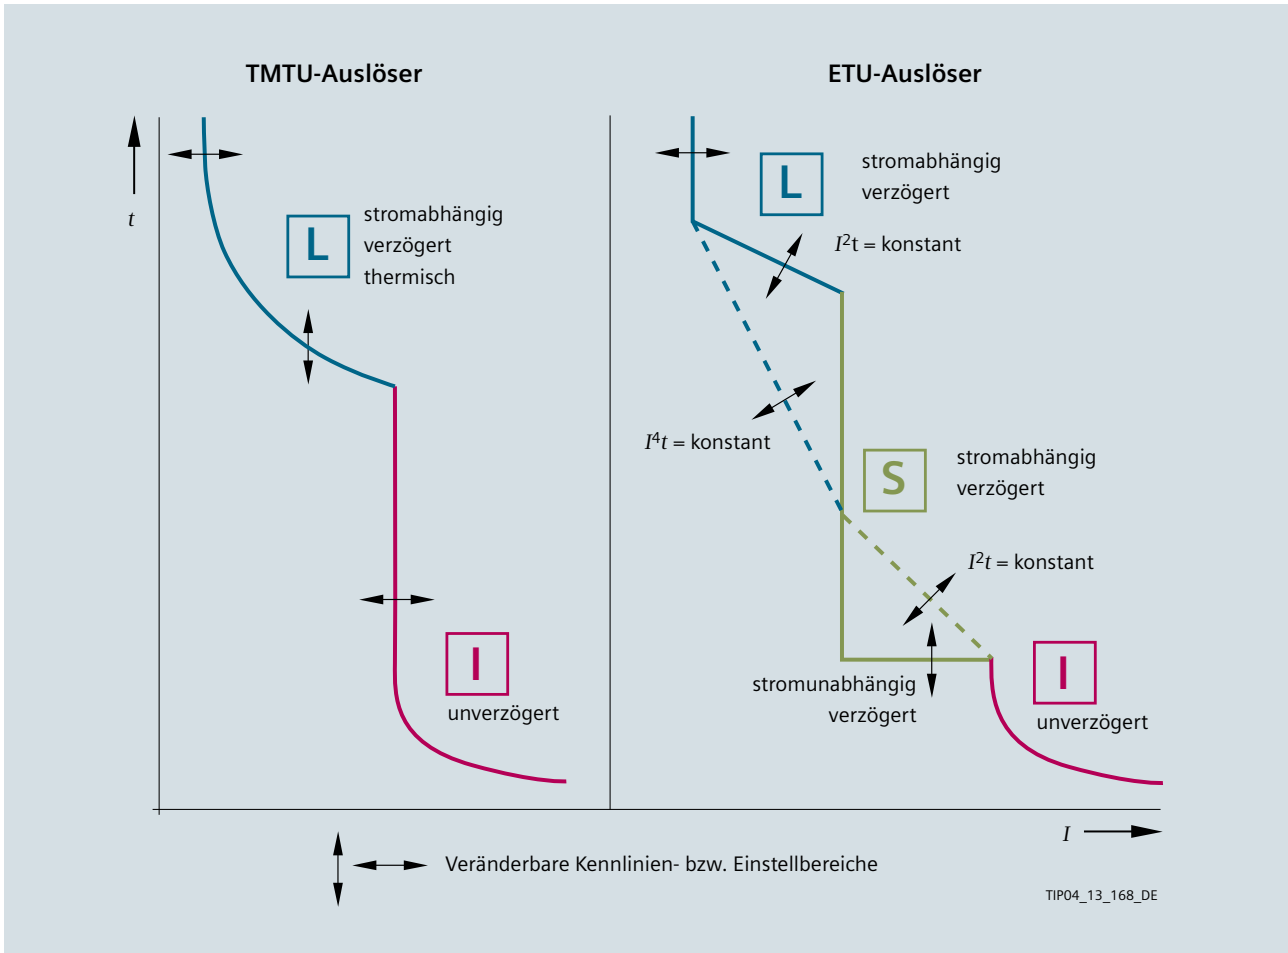 TMTU-Auslöser
t
L
stromabhängig
verzögert
thermisch
I
unverzögert
ETU-Auslöser
L
stromabhängig
verzögert
I²t = konstant
I⁴t = konstant
S
stromabhängig
verzögert
I²t = konstant
stromunabhängig
verzögert
I
unverzögert
I
Veränderbare Kennlinien- bzw. Einstellbereiche
TIP04_13_168_DE